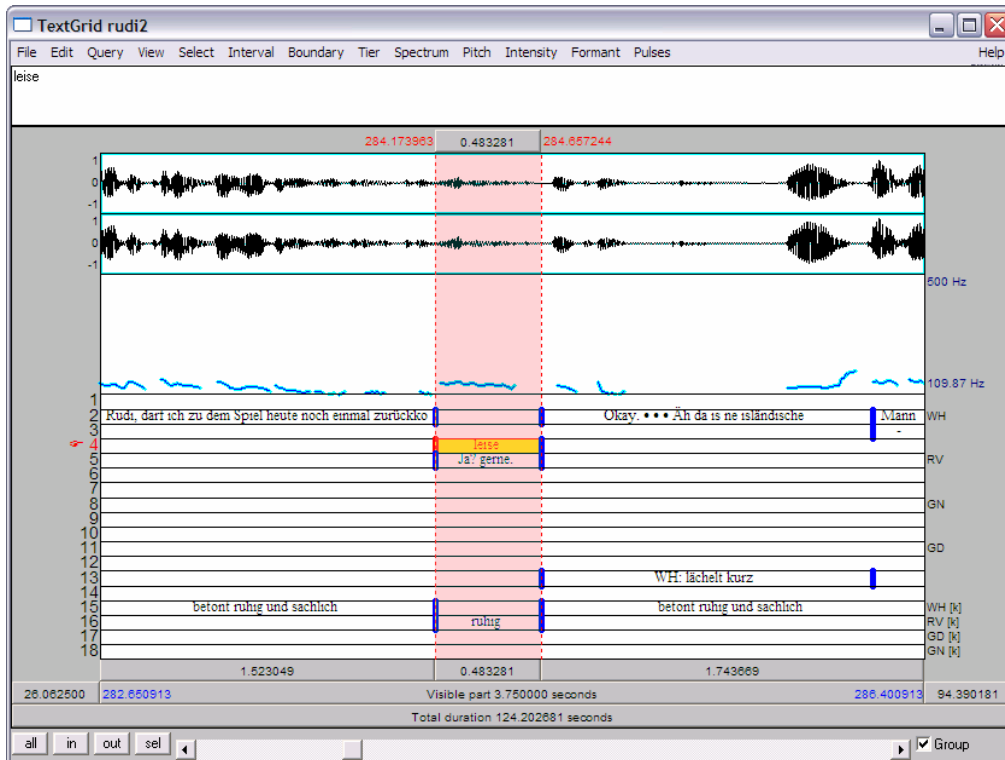 TextGrid rudi2
File Edit Query View Select Interval Boundary Tier Spectrum Pitch Intensity Formant Pulses Help
leise
284.173963 0.483281 284.657244
1
0
-1
1
0
-1
500 Hz
109.87 Hz
1
2 Rudi, darf ich zu dem Spiel heute noch einmal zurückko Okay. • • • Äh da is ne isländische Mann WH
3 -
4 leise
5 Ja? gerne. RV
6
7
8 GN
9
10
11 GD
12
13 WH: lächelt kurz
14
15 betont ruhig und sachlich betont ruhig und sachlich WH [k]
16 ruhig RV [k]
17 GD [k]
18 GN [k]
1.523049 0.483281 1.743669
26.062500 282.650913 Visible part 3.750000 seconds 286.400913 94.390181
Total duration 124.202681 seconds
all in out sel Group